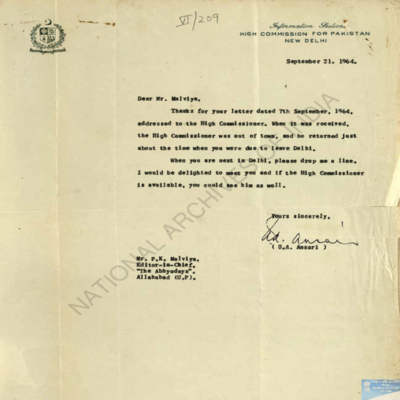 VI/209
Information Section,
HIGH COMMISSION FOR PAKISTAN
NEW DELHI
September 21, 1964.
Dear Mr. Malviya,
Thanks for your letter dated 7th September, 1964,
addressed to the High Commissioner. When it was received,
the High Commissioner was out of town, and he returned just
about the time when you were due to leave Delhi.
When you are next in Delhi, please drop me a line.
I would be delighted to meet you and if the High Commissioner
is available, you could see him as well.
Yours sincerely,
( U.A. Ansari )
Mr. P.K. Malviya,
Editor-in-Chief,
"The Abhyadaya",
Allahabad (U.P).
NATIONAL ARCHIVES OF INDIA